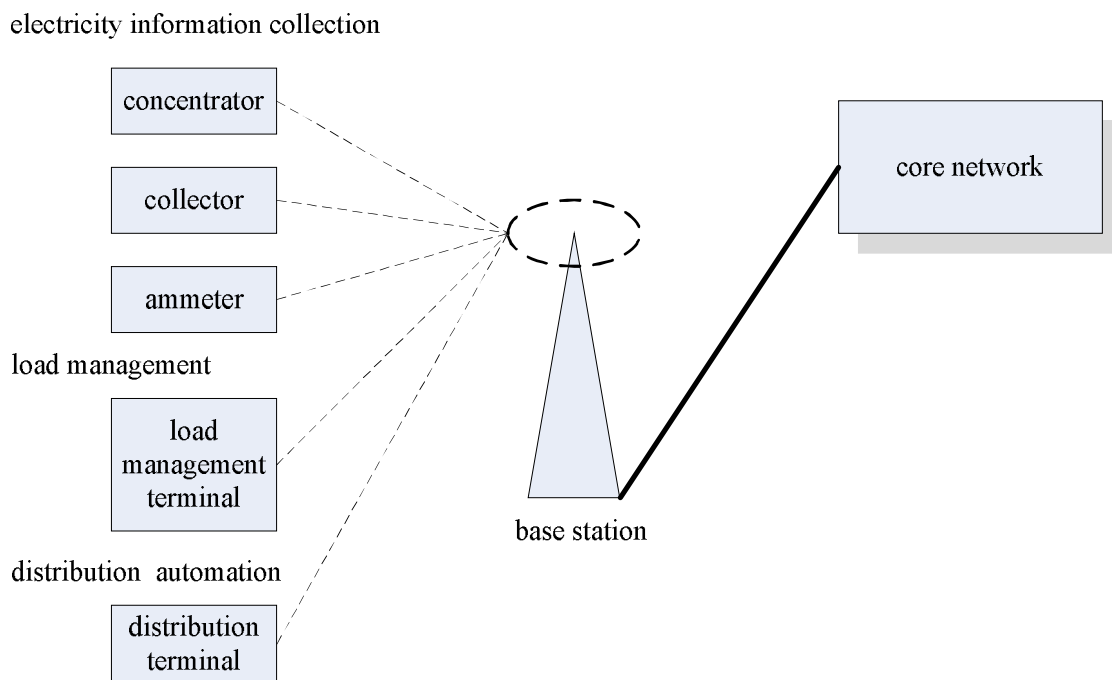 electricity information collection
concentrator
collector
ammeter
load management
load
management
terminal
distribution automation
distribution
terminal
base station
core network